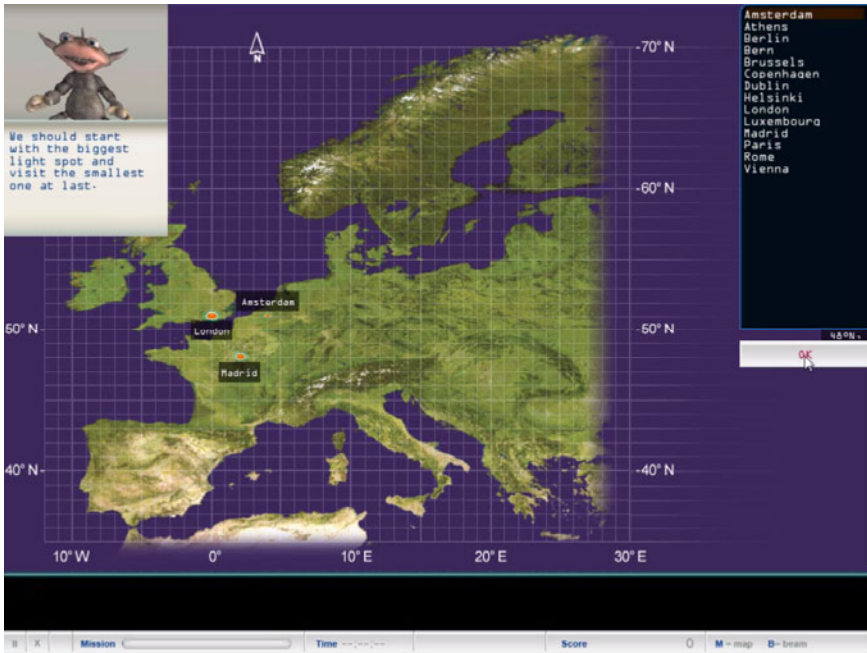 We should start
with the biggest
light spot and
visit the smallest
one at last.
N
-70° N
-60° N
50° N
-50° N
40° N
-40° N
10° W
0°
10° E
20° E
30° E
Amsterdam
London
Madrid
Amsterdam
Athens
Berlin
Bern
Brussels
Copenhagen
Dublin
Helsinki
London
Luxembourg
Madrid
Paris
Rome
Vienna
48°N,
OK
II X Mission Time --:--:-- Score 0 M - map B- beam